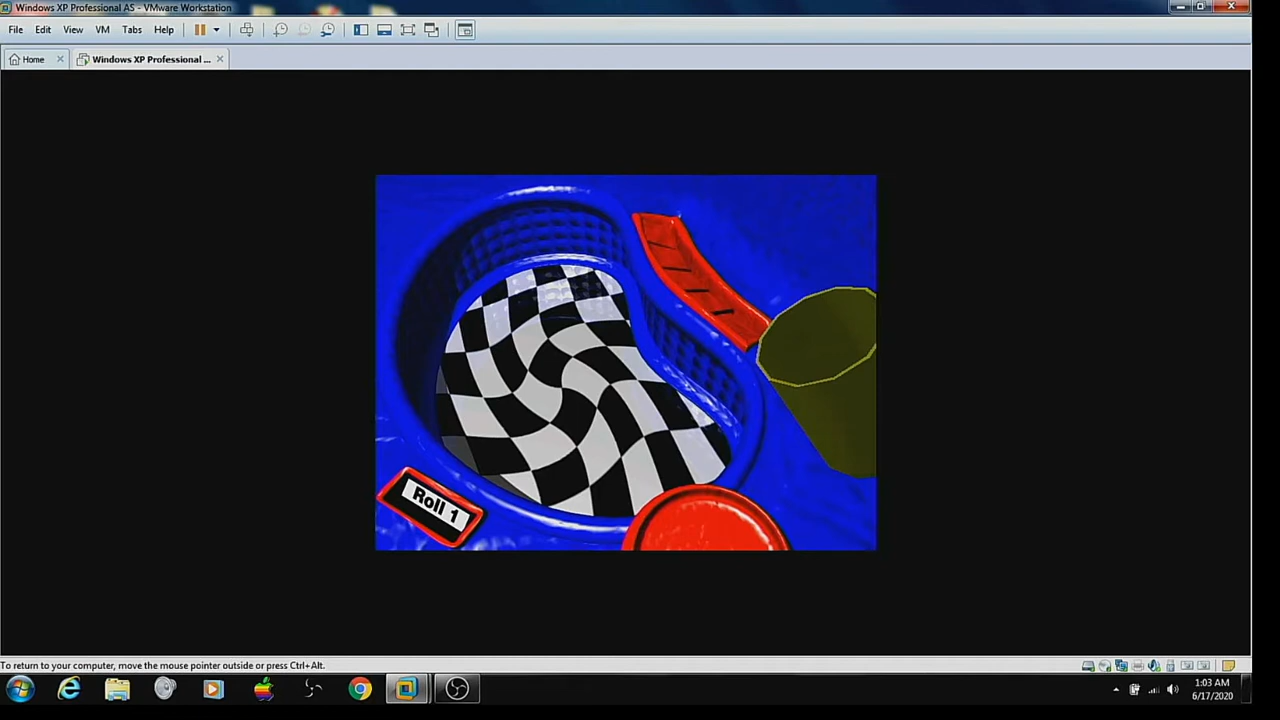 Windows XP Professional AS - VMware Workstation
File Edit View VM Tabs Help
Home Windows XP Professional ...
Roll 1
To return to your computer, move the mouse pointer outside or press Ctrl+Alt.
1:03 AM
6/17/2020